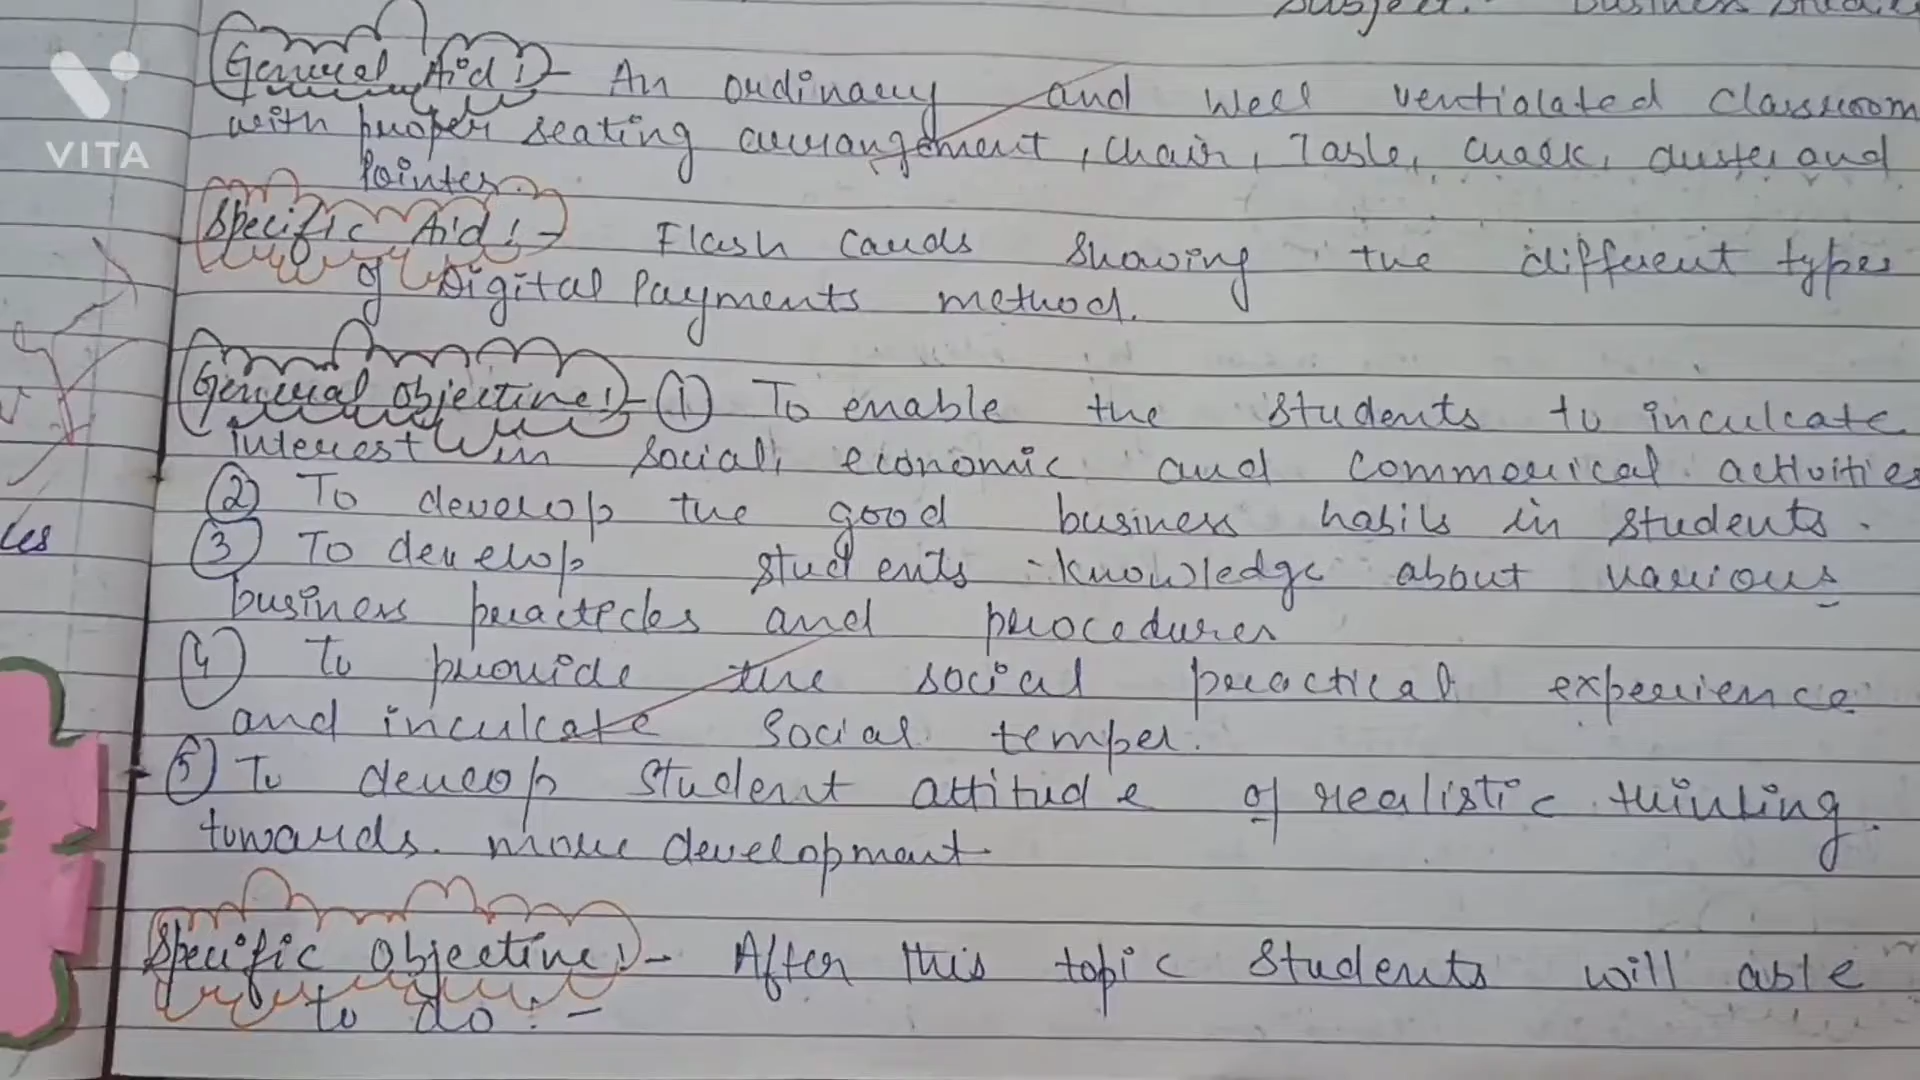 Subject: Business Studies
General Aid:- An ordinary and well ventialated classroom
with proper seating arrangement, chair, Table, chalk, duster and
Pointer.
Specific Aid:- Flash cards showing the different types
of Digital Payments method.
General Objective:- ① To enable the students to inculcate
interest in social, economic and commerical activities
② To develop the good business habits in students.
③ To develop students knowledge about various
business practices and procedures
④ To provide the social practical experience
and inculcate social temper.
⑤ To develop student attitude of realistic thinking
towards more development.
Specific Objective:- After this topic students will able
to do:-
VITA